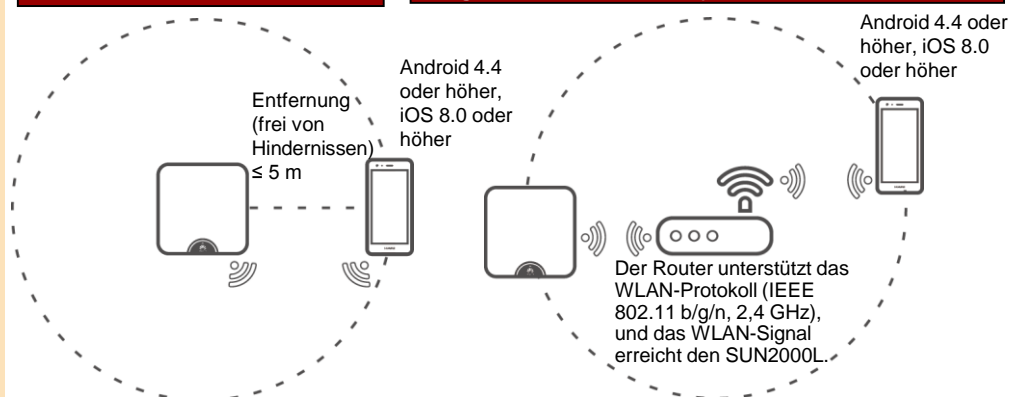 Entfernung
(frei von
Hindernissen)
≤ 5 m
Android 4.4
oder höher,
iOS 8.0 oder
höher
Android 4.4 oder
höher, iOS 8.0
oder höher
Der Router unterstützt das
WLAN-Protokoll (IEEE
802.11 b/g/n, 2,4 GHz),
und das WLAN-Signal
erreicht den SUN2000L.